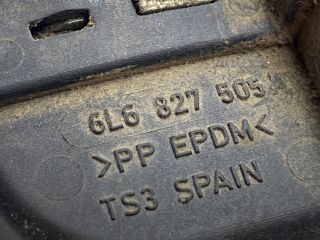 6L6 827 505 A
>PP EPDM<
TS3 SPAIN